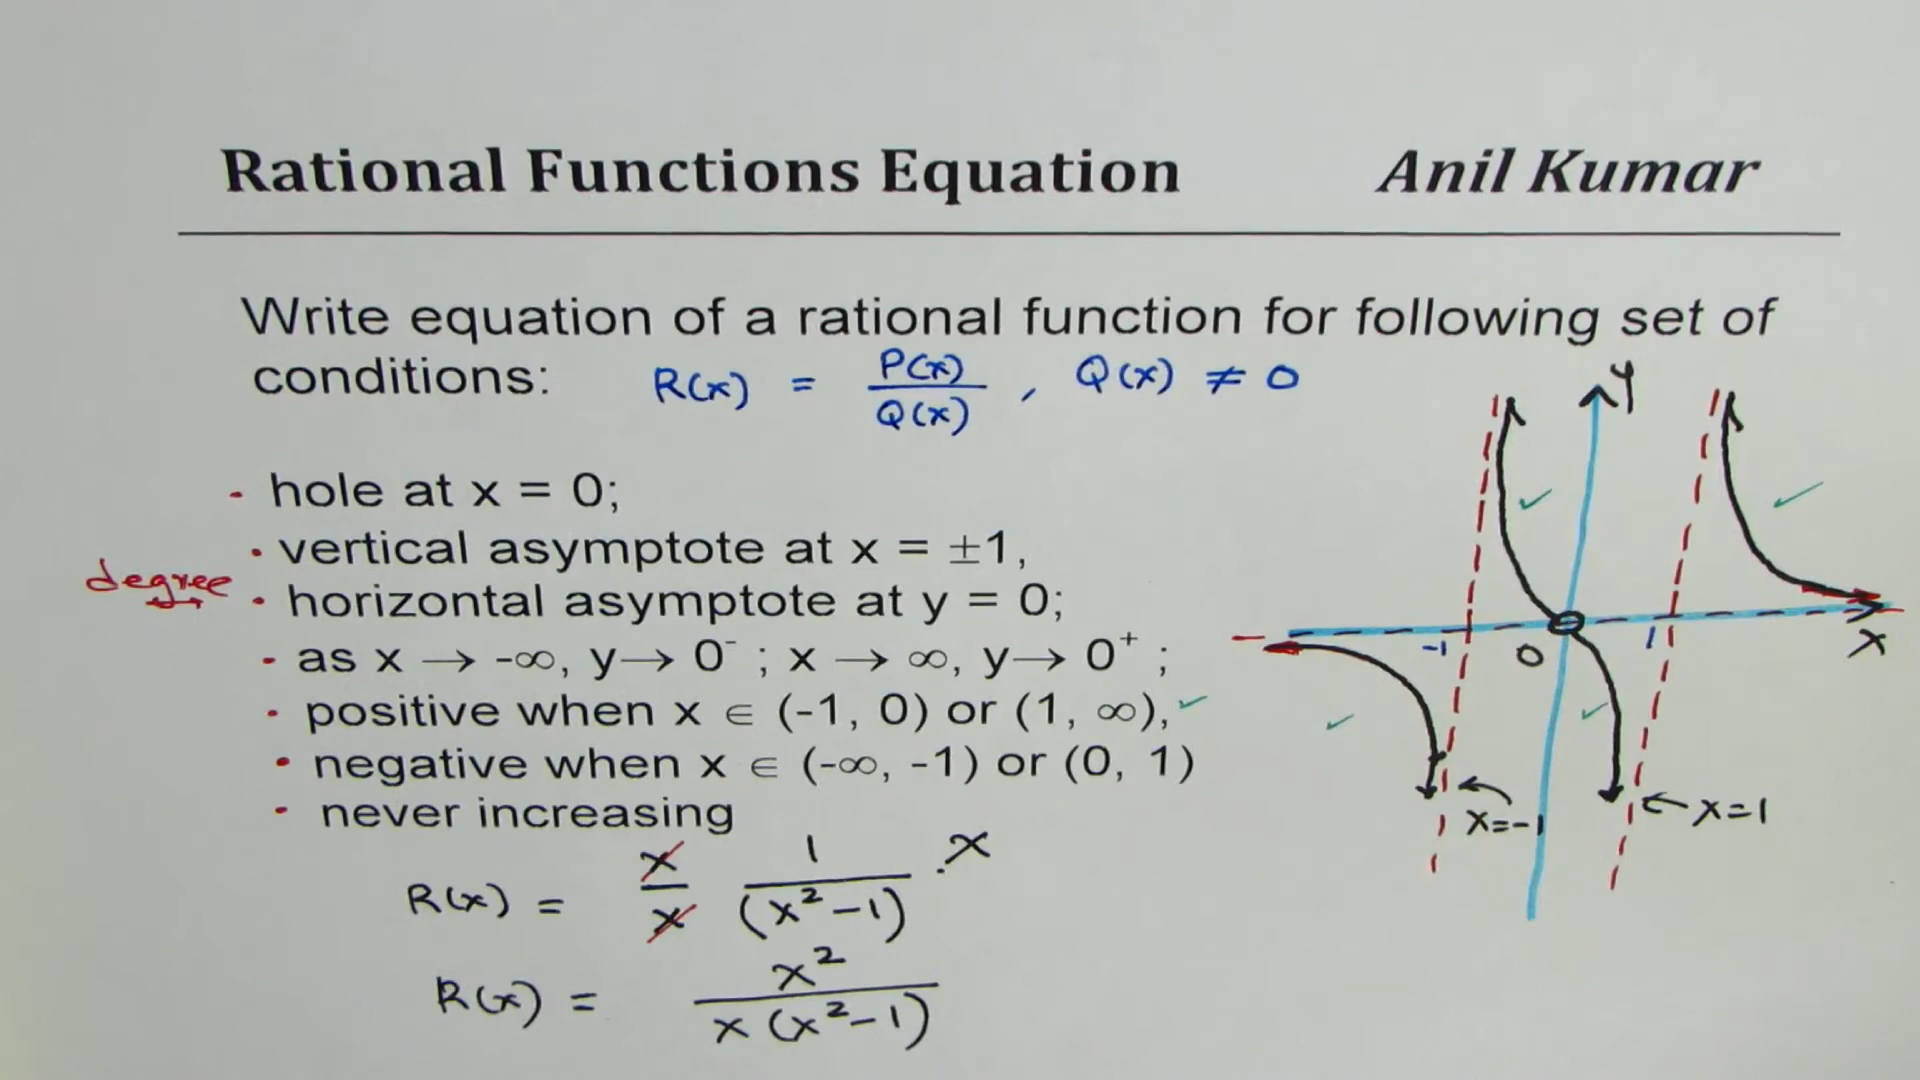 Rational Functions Equation Anil Kumar
Write equation of a rational function for following set of
conditions: R(x) = P(x)/Q(x) , Q(x) ≠ 0
- hole at x = 0;
· vertical asymptote at x = ±1,
degree · horizontal asymptote at y = 0;
- as x → -∞, y→ 0⁻ ; x → ∞, y→ 0⁺ ;
· positive when x ∈ (-1, 0) or (1, ∞), ✓
• negative when x ∈ (-∞, -1) or (0, 1)
· never increasing
R(x) = x/x 1/(x²-1) .x
R(x) = x²/x(x²-1)
Y
-1 0 1 X
x=-1 x=1